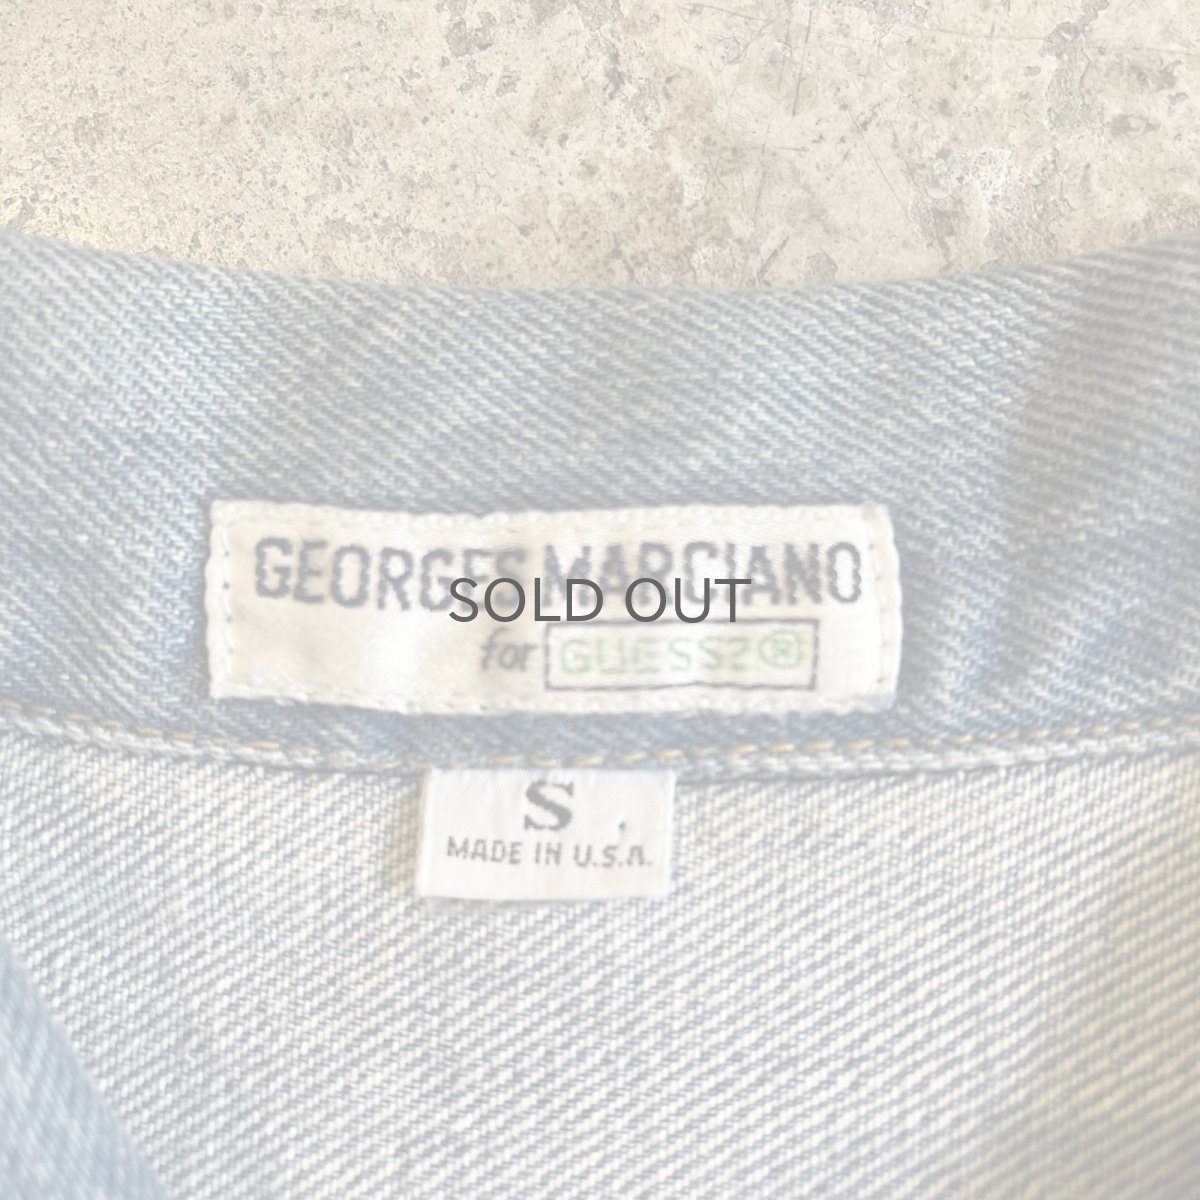 GEORGES MARCIANO
SOLD OUT
for GUESS?®
S
MADE IN U.S.A.